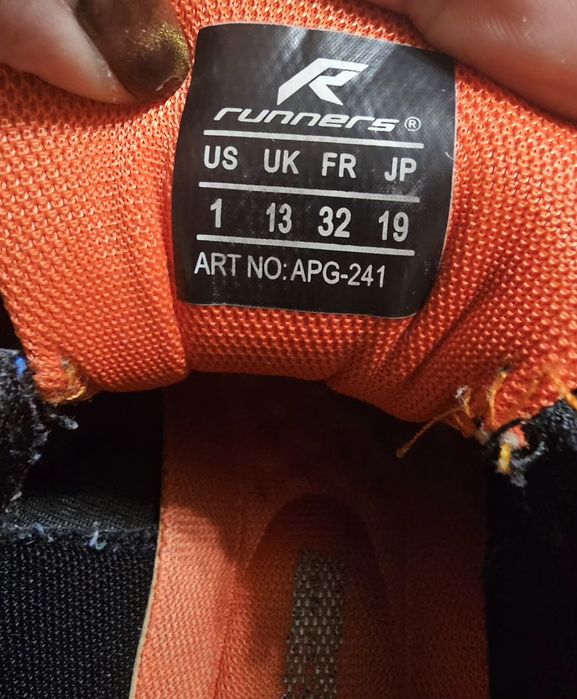 runners®
US UK FR JP
1 13 32 19
ART NO: APG-241